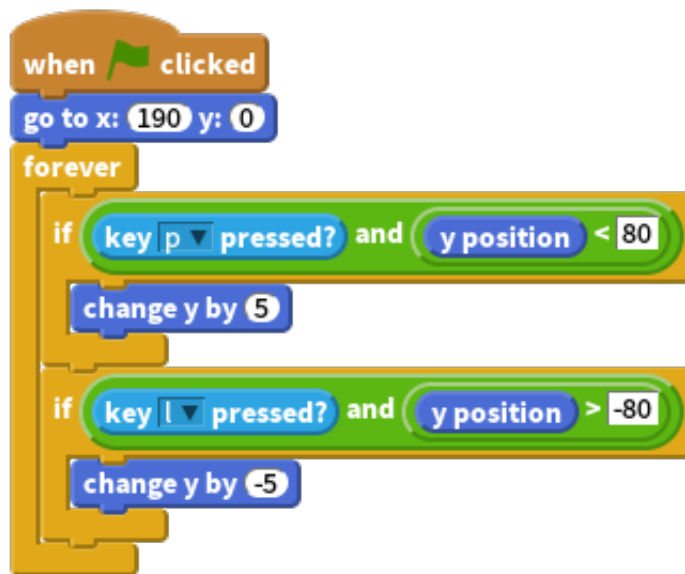 when clicked
go to x: 190 y: 0
forever
if key p pressed? and y position < 80
change y by 5
if key l pressed? and y position > -80
change y by -5